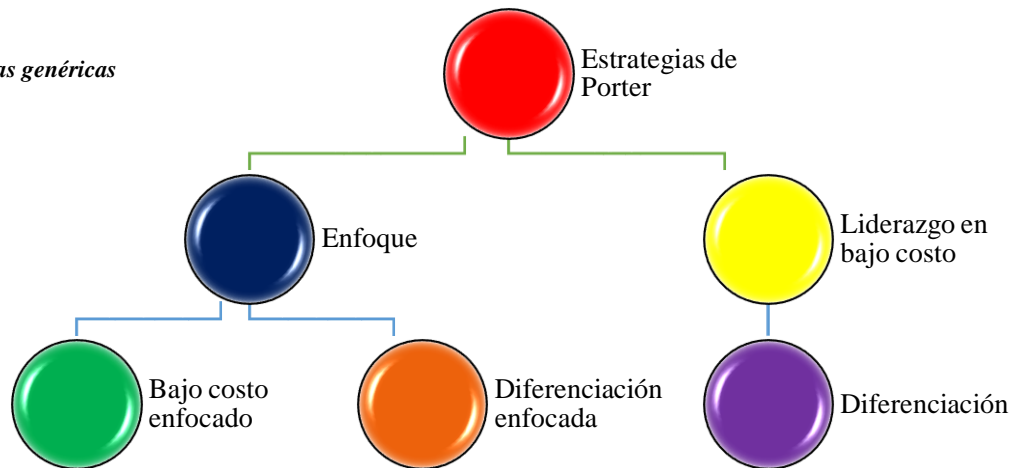 as genéricas
Estrategias de
Porter
Enfoque
Liderazgo en
bajo costo
Bajo costo
enfocado
Diferenciación
enfocada
Diferenciación